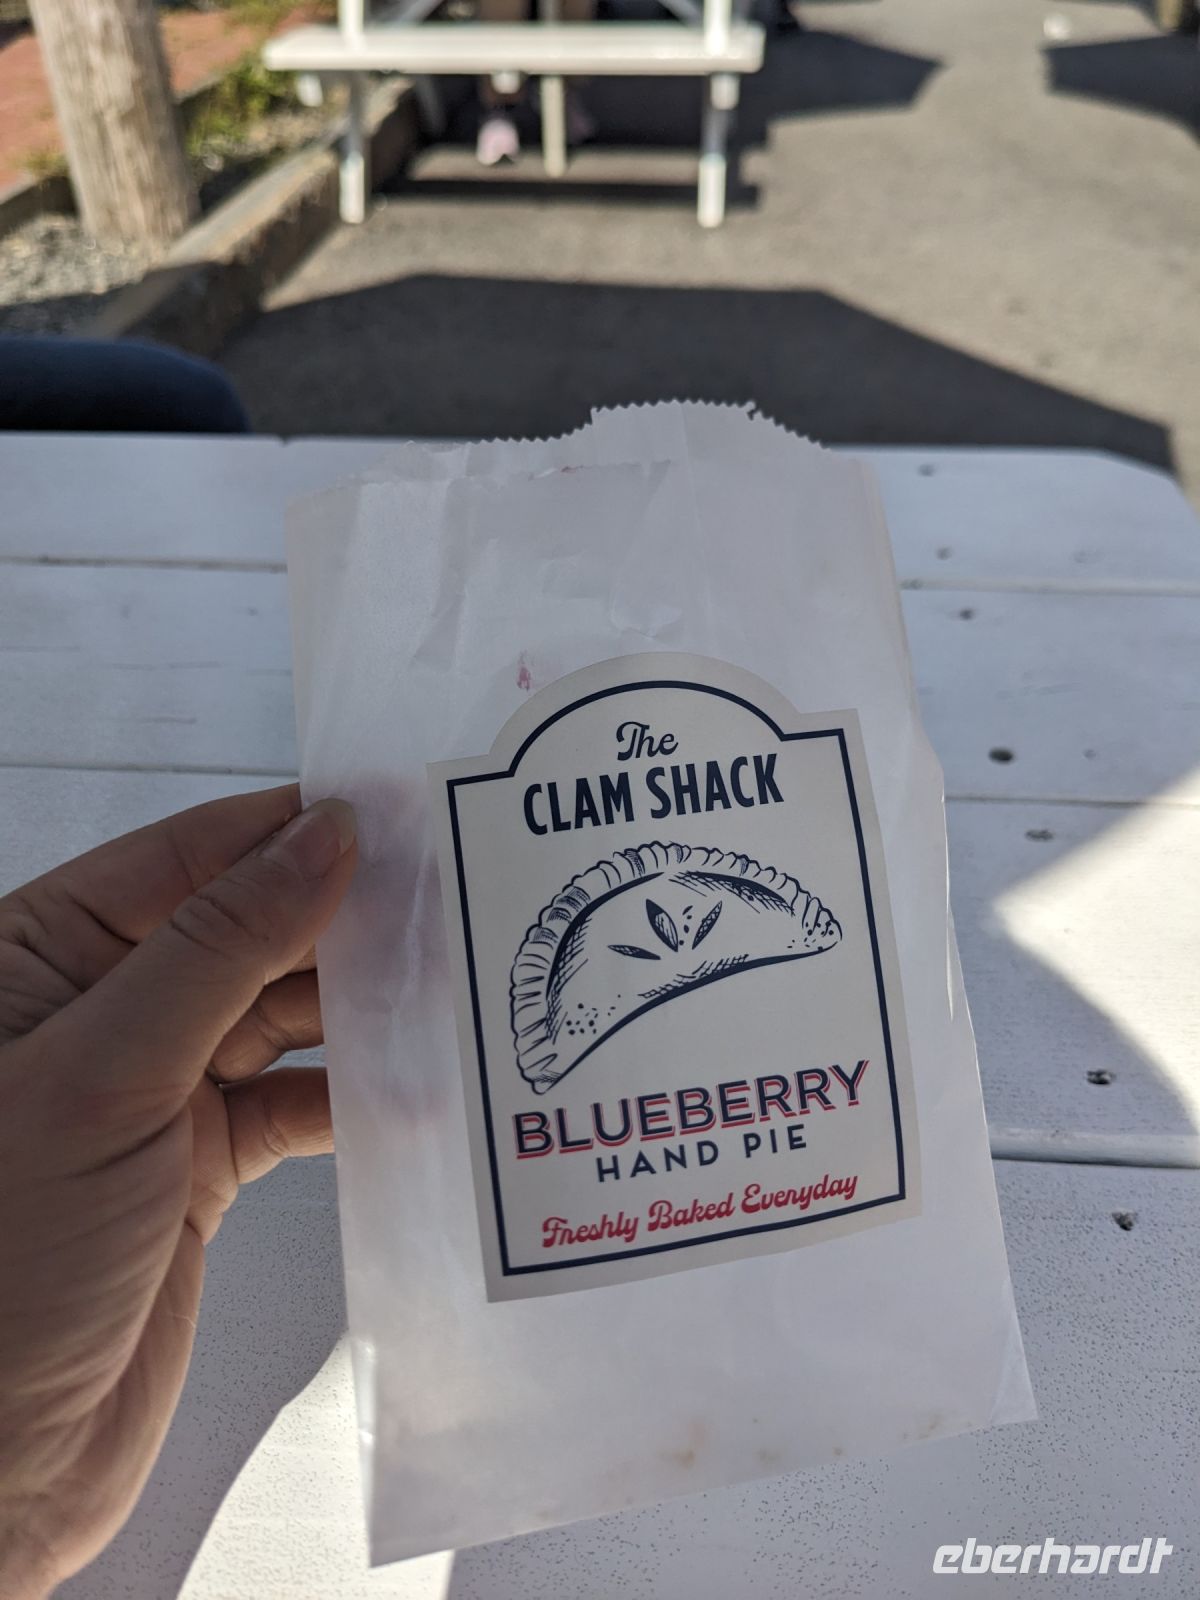 The
CLAM SHACK
BLUEBERRY
HAND PIE
Freshly Baked Everyday
eberhardt